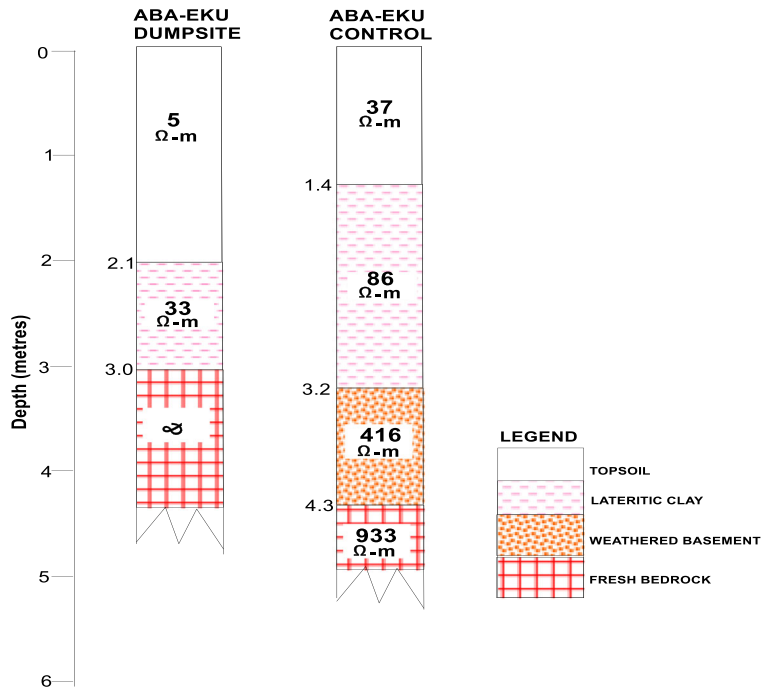 ABA-EKU
DUMPSITE
ABA-EKU
CONTROL
Depth (metres)
0
1
2
3
4
5
6
5
Ω-m
2.1
33
Ω-m
3.0
&
37
Ω-m
1.4
86
Ω-m
3.2
416
Ω-m
4.3
933
Ω-m
LEGEND
TOPSOIL
LATERITIC CLAY
WEATHERED BASEMENT
FRESH BEDROCK